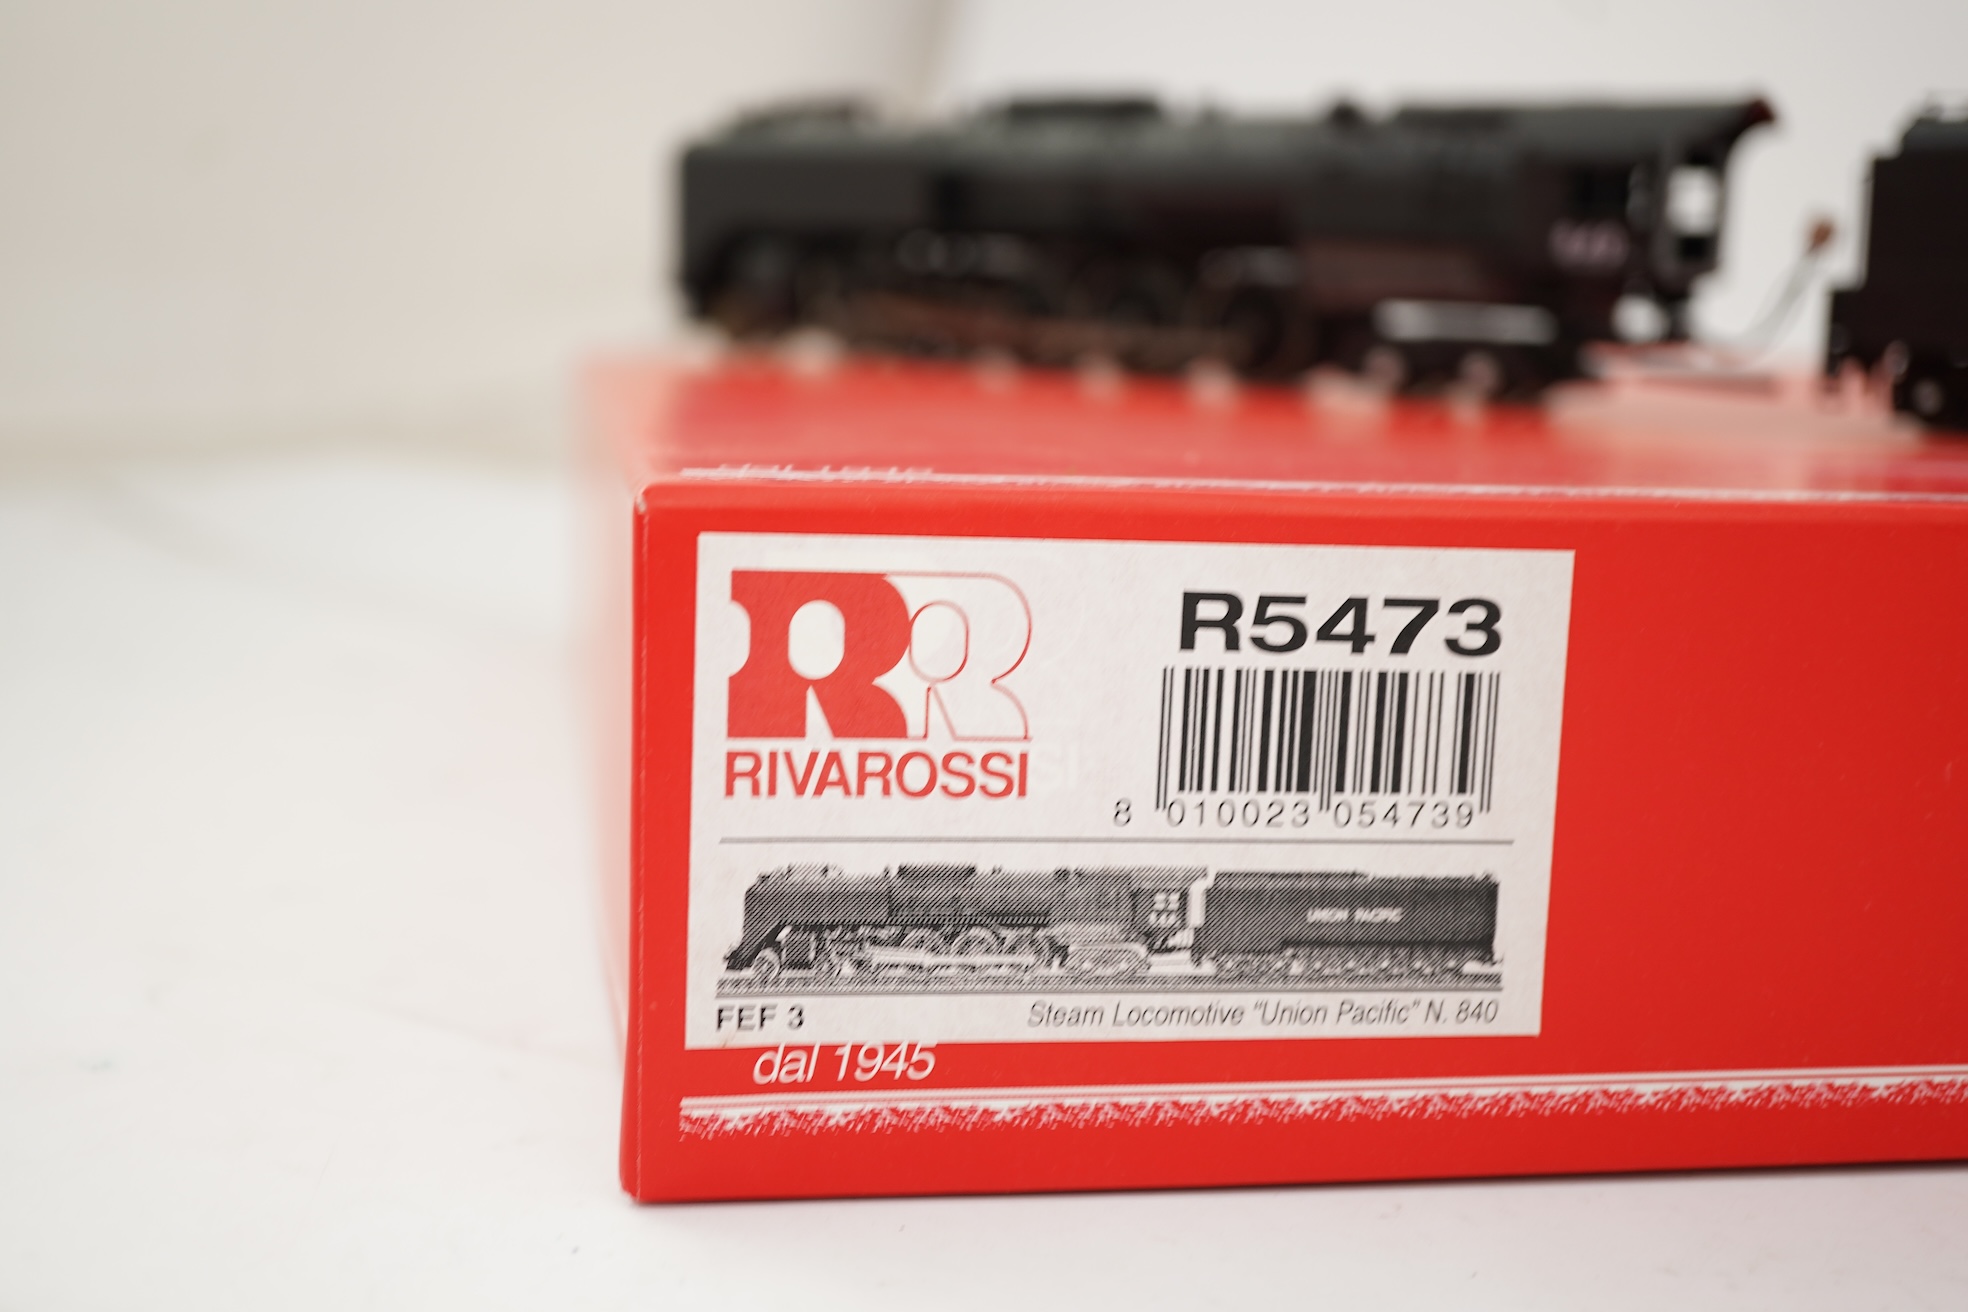 R5473
RR
RIVAROSSI
8 010023 054739
UNION PACIFIC
FEF 3
Steam Locomotive "Union Pacific" N. 840
dal 1945